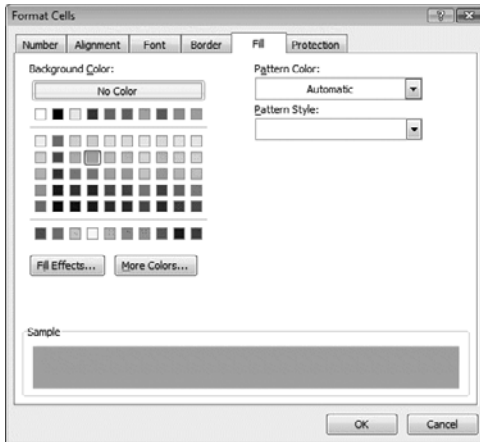 Format Cells
Number Alignment Font Border Fill Protection
Background Color:
No Color
Pattern Color:
Automatic
Pattern Style:
Fill Effects...
More Colors...
Sample
OK
Cancel